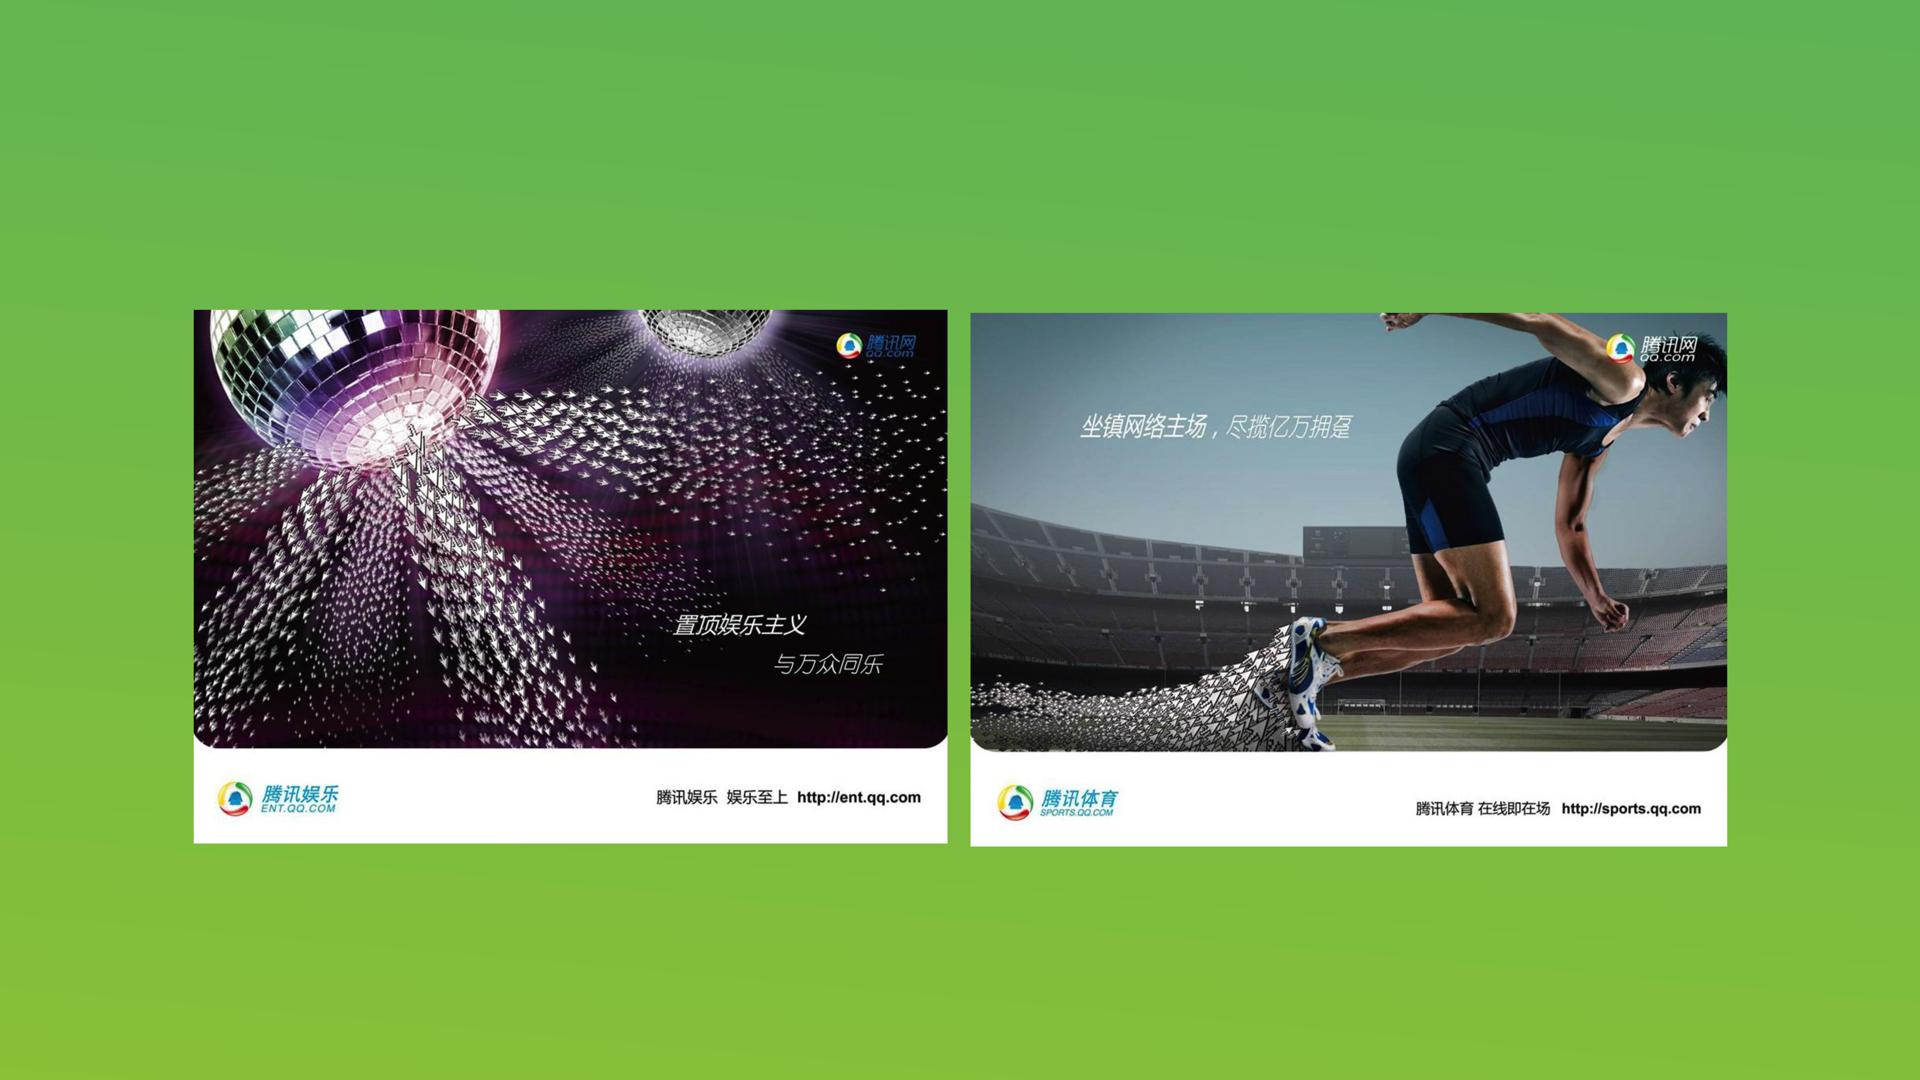 腾讯网
QQ.com
置顶娱乐主义
与万众同乐
腾讯娱乐
ENT.QQ.COM
腾讯娱乐 娱乐至上 http://ent.qq.com
腾讯网
QQ.com
坐镇网络主场，尽揽亿万拥趸
腾讯体育
SPORTS.QQ.COM
腾讯体育 在线即在场 http://sports.qq.com